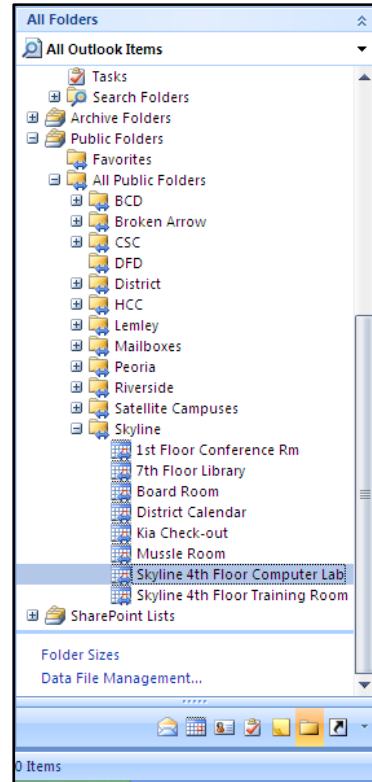 All Folders
All Outlook Items
Tasks
Search Folders
Archive Folders
Public Folders
Favorites
All Public Folders
BCD
Broken Arrow
CSC
DFD
District
HCC
Lemley
Mailboxes
Peoria
Riverside
Satellite Campuses
Skyline
1st Floor Conference Rm
7th Floor Library
Board Room
District Calendar
Kia Check-out
Mussle Room
Skyline 4th Floor Computer Lab
Skyline 4th Floor Training Room
SharePoint Lists
Folder Sizes
Data File Management...
0 Items